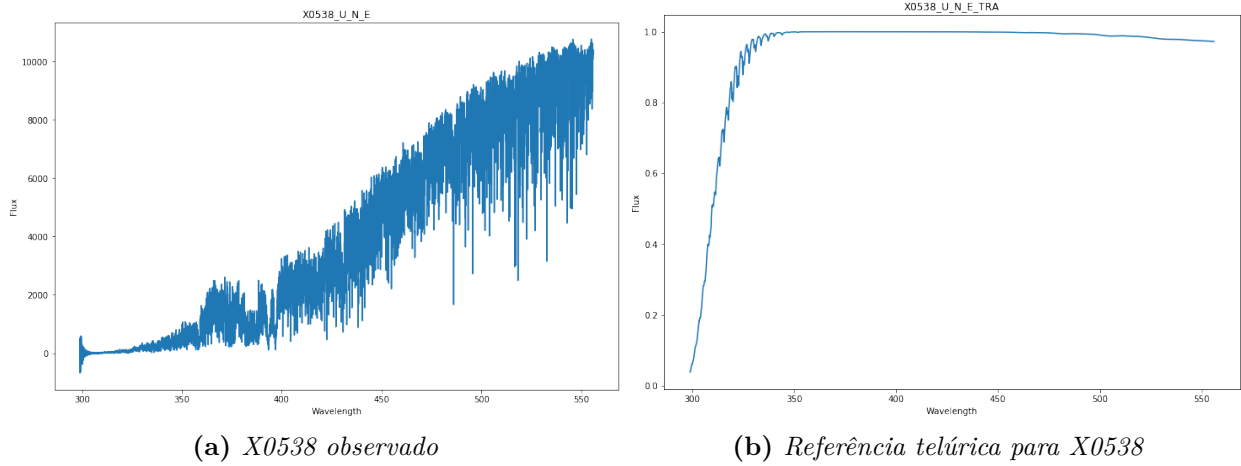 X0538_U_N_E
Flux
10000
8000
6000
4000
2000
0
300 350 400 450 500 550
Wavelength
(a) X0538 observado
X0538_U_N_E_TRA
Flux
1.0
0.8
0.6
0.4
0.2
0.0
300 350 400 450 500 550
Wavelength
(b) Referência telúrica para X0538